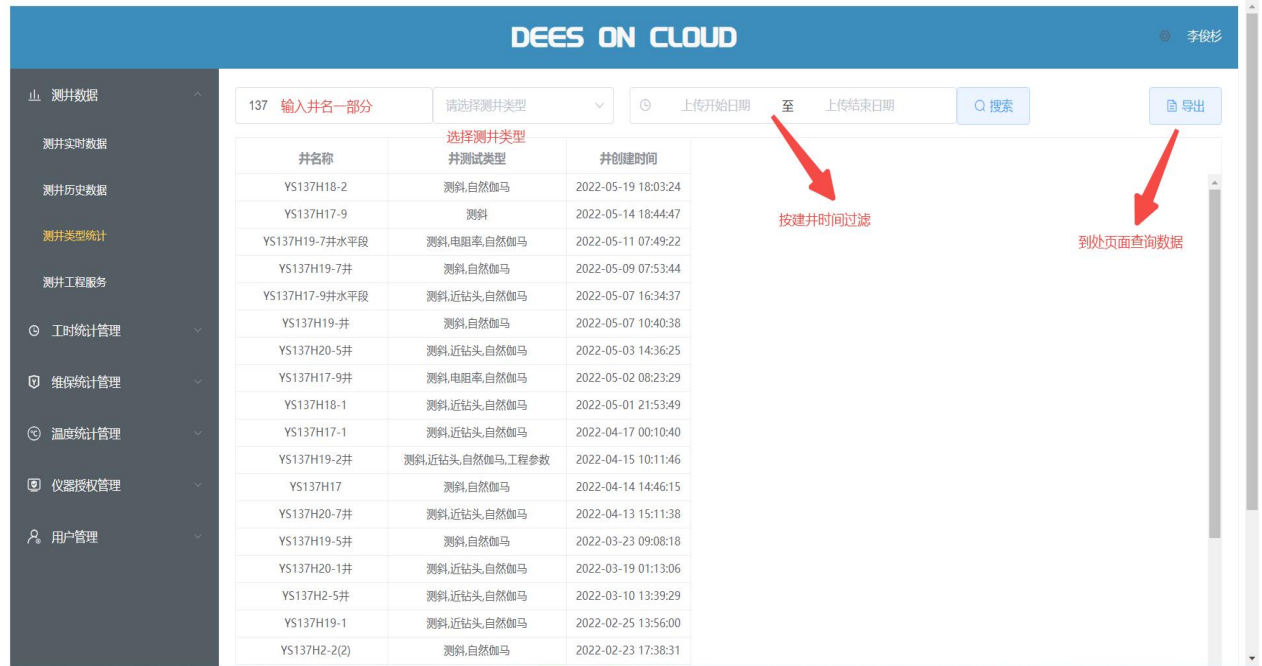 DEES ON CLOUD
李俊杉
测井数据
测井实时数据
测井历史数据
测井类型统计
测井工程服务
工时统计管理
维保统计管理
温度统计管理
仪器授权管理
用户管理
137 输入井名一部分
请选择测井类型
上传开始日期 至 上传结束日期
搜索
导出
选择测井类型
按建井时间过滤
到处页面查询数据
井名称 井测试类型 井创建时间
YS137H18-2 测斜,自然伽马 2022-05-19 18:03:24
YS137H17-9 测斜 2022-05-14 18:44:47
YS137H19-7井水平段 测斜,电阻率,自然伽马 2022-05-11 07:49:22
YS137H19-7井 测斜,自然伽马 2022-05-09 07:53:44
YS137H17-9井水平段 测斜,近钻头,自然伽马 2022-05-07 16:34:37
YS137H19-井 测斜,自然伽马 2022-05-07 10:40:38
YS137H20-5井 测斜,近钻头,自然伽马 2022-05-03 14:36:25
YS137H17-9井 测斜,电阻率,自然伽马 2022-05-02 08:23:29
YS137H18-1 测斜,近钻头,自然伽马 2022-05-01 21:53:49
YS137H17-1 测斜,近钻头,自然伽马 2022-04-17 00:10:40
YS137H19-2井 测斜,近钻头,自然伽马,工程参数 2022-04-15 10:11:46
YS137H17 测斜,自然伽马 2022-04-14 14:46:15
YS137H20-7井 测斜,近钻头,自然伽马 2022-04-13 15:11:38
YS137H19-5井 测斜,自然伽马 2022-03-23 09:08:18
YS137H20-1井 测斜,近钻头,自然伽马 2022-03-19 01:13:06
YS137H2-5井 测斜,近钻头,自然伽马 2022-03-10 13:39:29
YS137H19-1 测斜,近钻头,自然伽马 2022-02-25 13:56:00
YS137H2-2(2) 测斜,自然伽马 2022-02-23 17:38:31